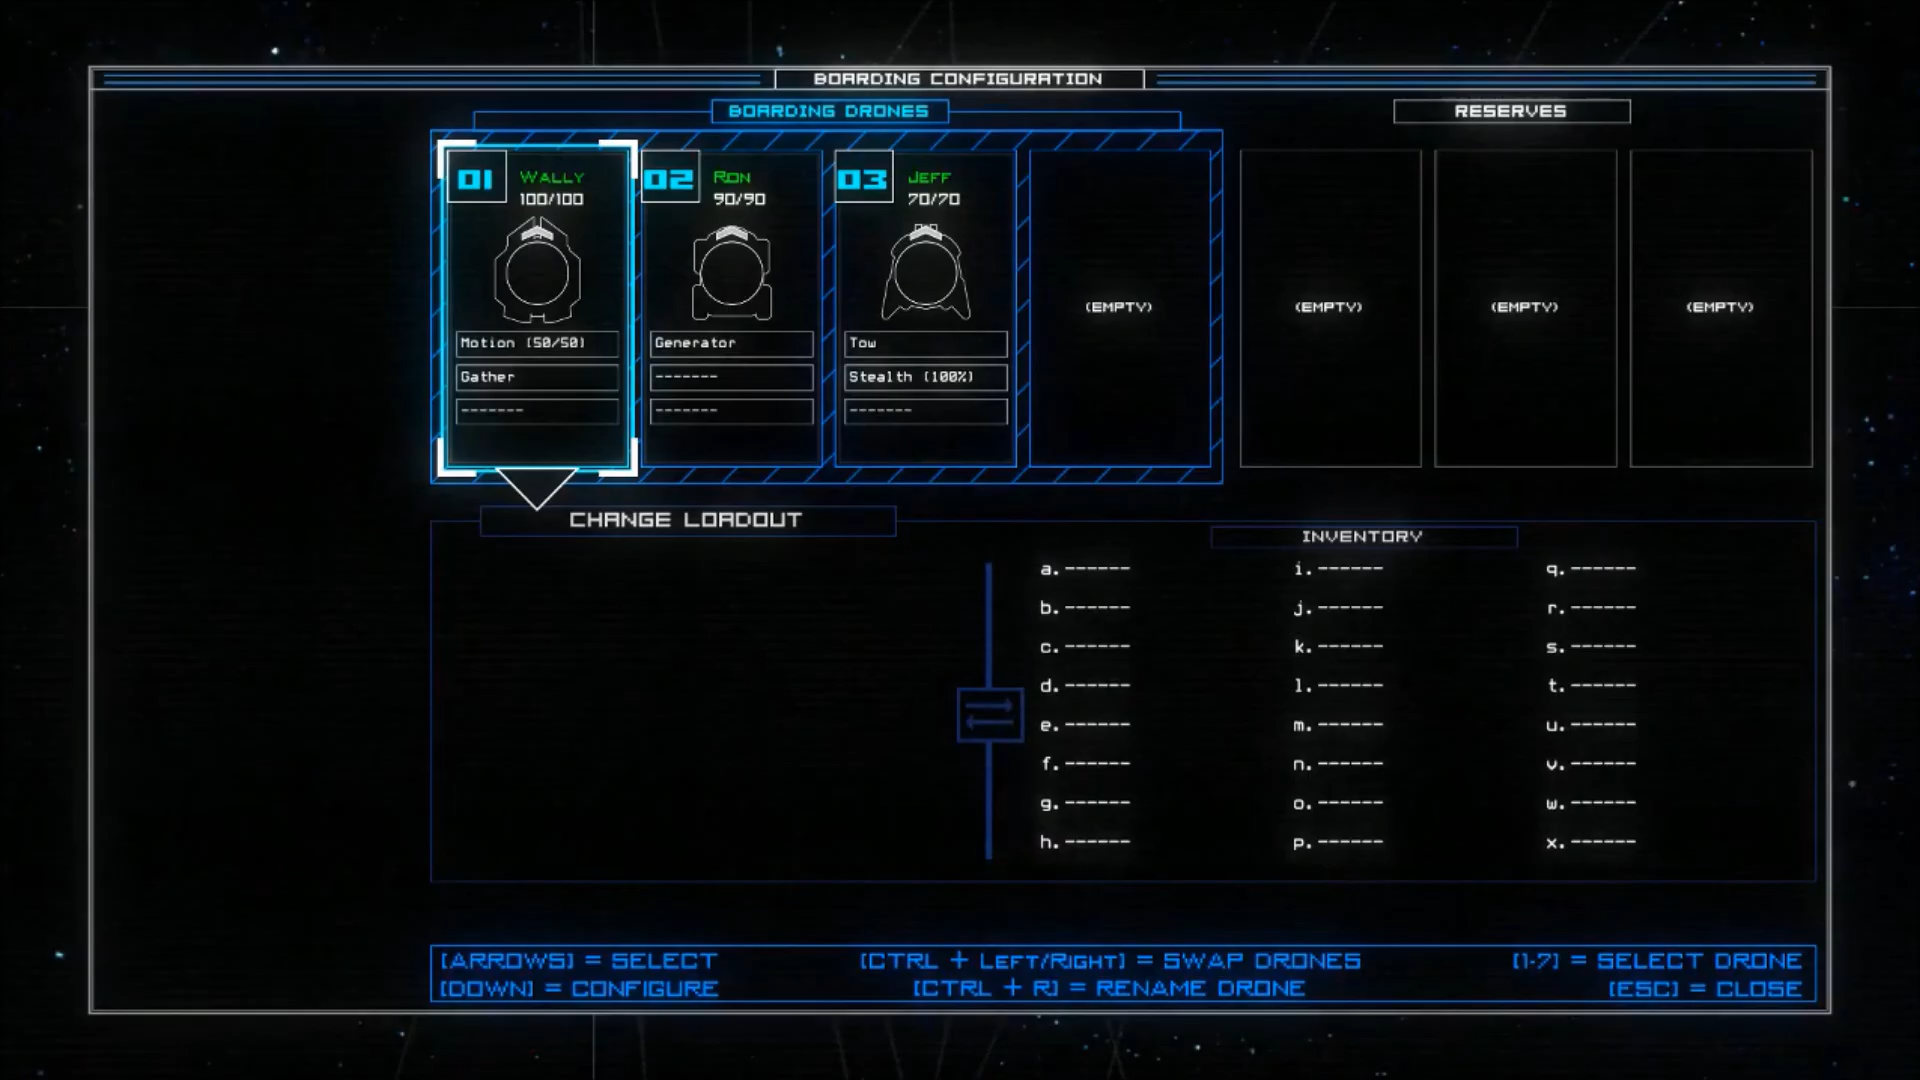 BOARDING CONFIGURATION
BOARDING DRONES
RESERVES
01 WALLY
100/100
Motion (50/50)
Gather
-------
02 RON
90/90
Generator
-------
-------
03 JEFF
70/70
Tow
Stealth (100%)
-------
(EMPTY)
(EMPTY)
(EMPTY)
(EMPTY)
CHANGE LOADOUT
INVENTORY
a. ------
b. ------
c. ------
d. ------
e. ------
f. ------
g. ------
h. ------
i. ------
j. ------
k. ------
l. ------
m. ------
n. ------
o. ------
p. ------
q. ------
r. ------
s. ------
t. ------
u. ------
v. ------
w. ------
x. ------
[ARROWS] = SELECT
[DOWN] = CONFIGURE
[CTRL + LEFT/RIGHT] = SWAP DRONES
[CTRL + R] = RENAME DRONE
[1-7] = SELECT DRONE
[ESC] = CLOSE